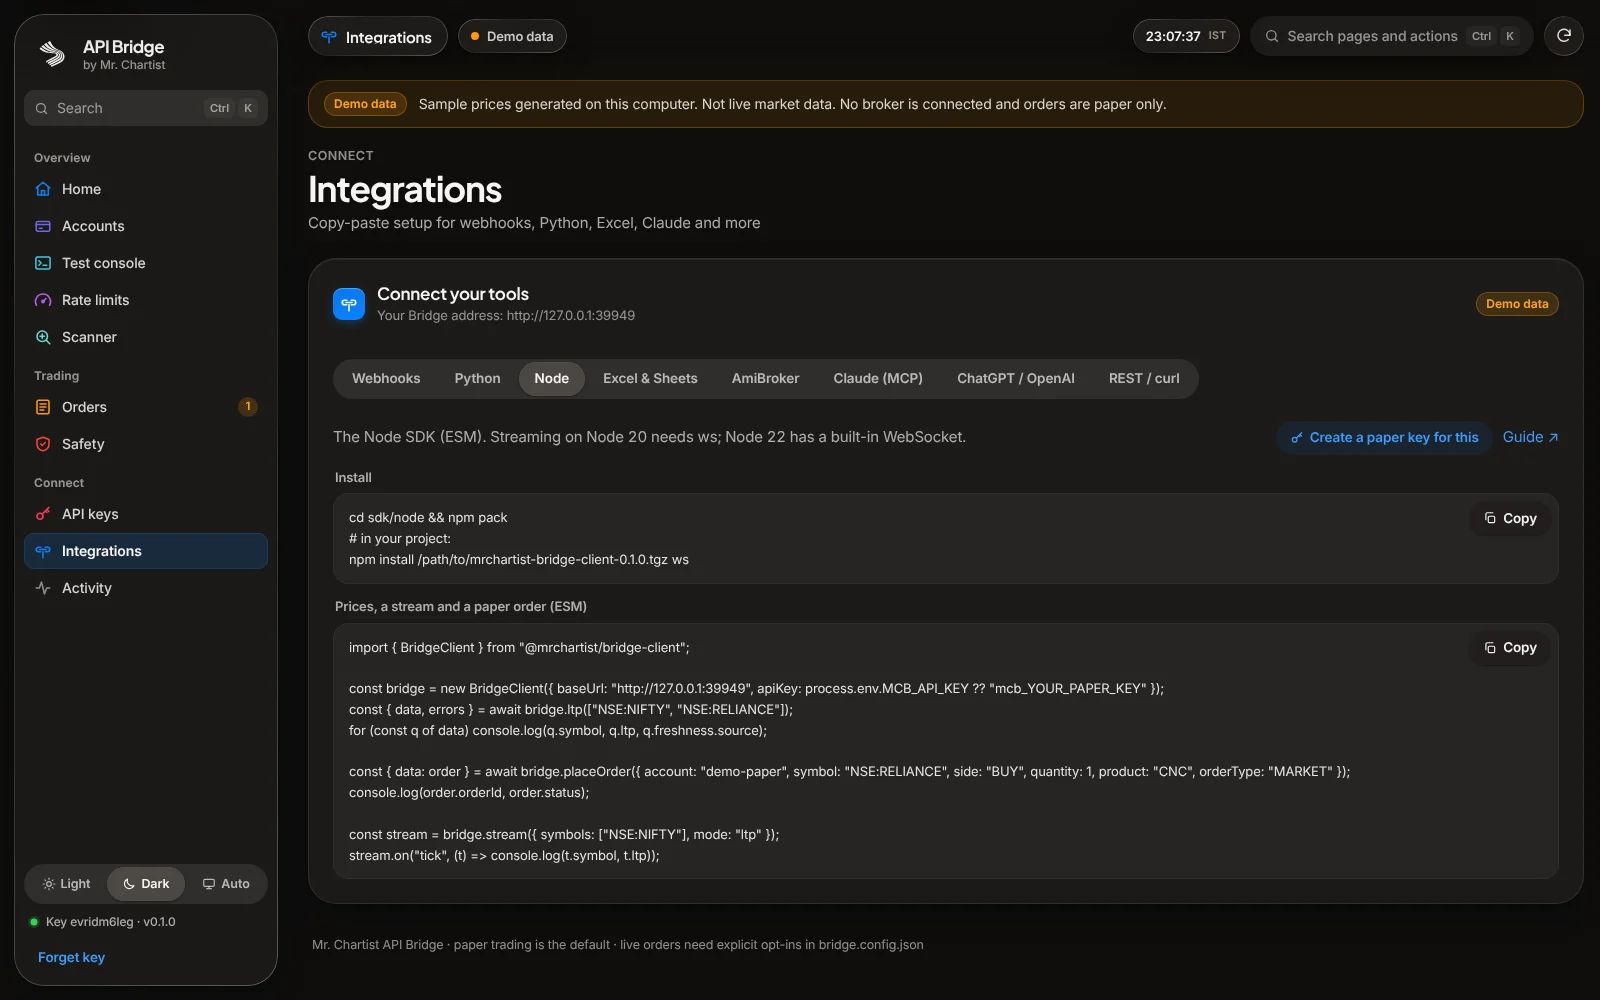 API Bridge
by Mr. Chartist
Search Ctrl K
Overview
Home
Accounts
Test console
Rate limits
Scanner
Trading
Orders 1
Safety
Connect
API keys
Integrations
Activity
Light Dark Auto
Key evridm6leg · v0.1.0
Forget key
Integrations Demo data 23:07:37 IST Search pages and actions Ctrl K
Demo data Sample prices generated on this computer. Not live market data. No broker is connected and orders are paper only.
CONNECT
Integrations
Copy-paste setup for webhooks, Python, Excel, Claude and more
Connect your tools
Your Bridge address: http://127.0.0.1:39949
Demo data
Webhooks Python Node Excel & Sheets AmiBroker Claude (MCP) ChatGPT / OpenAI REST / curl
The Node SDK (ESM). Streaming on Node 20 needs ws; Node 22 has a built-in WebSocket. Create a paper key for this Guide ↗
Install
cd sdk/node && npm pack
# in your project:
npm install /path/to/mrchartist-bridge-client-0.1.0.tgz ws
Copy
Prices, a stream and a paper order (ESM)
import { BridgeClient } from "@mrchartist/bridge-client";
Copy
const bridge = new BridgeClient({ baseUrl: "http://127.0.0.1:39949", apiKey: process.env.MCB_API_KEY ?? "mcb_YOUR_PAPER_KEY" });
const { data, errors } = await bridge.ltp(["NSE:NIFTY", "NSE:RELIANCE"]);
for (const q of data) console.log(q.symbol, q.ltp, q.freshness.source);
const { data: order } = await bridge.placeOrder({ account: "demo-paper", symbol: "NSE:RELIANCE", side: "BUY", quantity: 1, product: "CNC", orderType: "MARKET" });
console.log(order.orderId, order.status);
const stream = bridge.stream({ symbols: ["NSE:NIFTY"], mode: "ltp" });
stream.on("tick", (t) => console.log(t.symbol, t.ltp));
Mr. Chartist API Bridge · paper trading is the default · live orders need explicit opt-ins in bridge.config.json